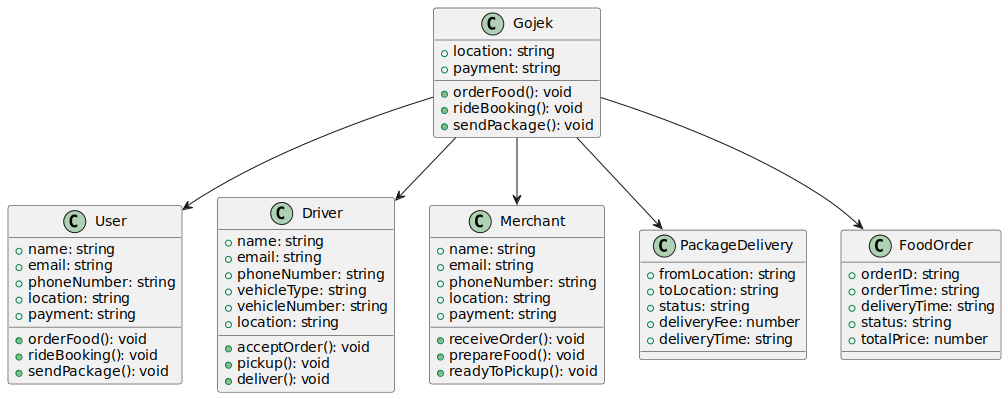 C Gojek
location: string
payment: string
orderFood(): void
rideBooking(): void
sendPackage(): void
C User
name: string
email: string
phoneNumber: string
location: string
payment: string
orderFood(): void
rideBooking(): void
sendPackage(): void
C Driver
name: string
email: string
phoneNumber: string
vehicleType: string
vehicleNumber: string
location: string
acceptOrder(): void
pickup(): void
deliver(): void
C Merchant
name: string
email: string
phoneNumber: string
location: string
payment: string
receiveOrder(): void
prepareFood(): void
readyToPickup(): void
C PackageDelivery
fromLocation: string
toLocation: string
status: string
deliveryFee: number
deliveryTime: string
C FoodOrder
orderID: string
orderTime: string
deliveryTime: string
status: string
totalPrice: number